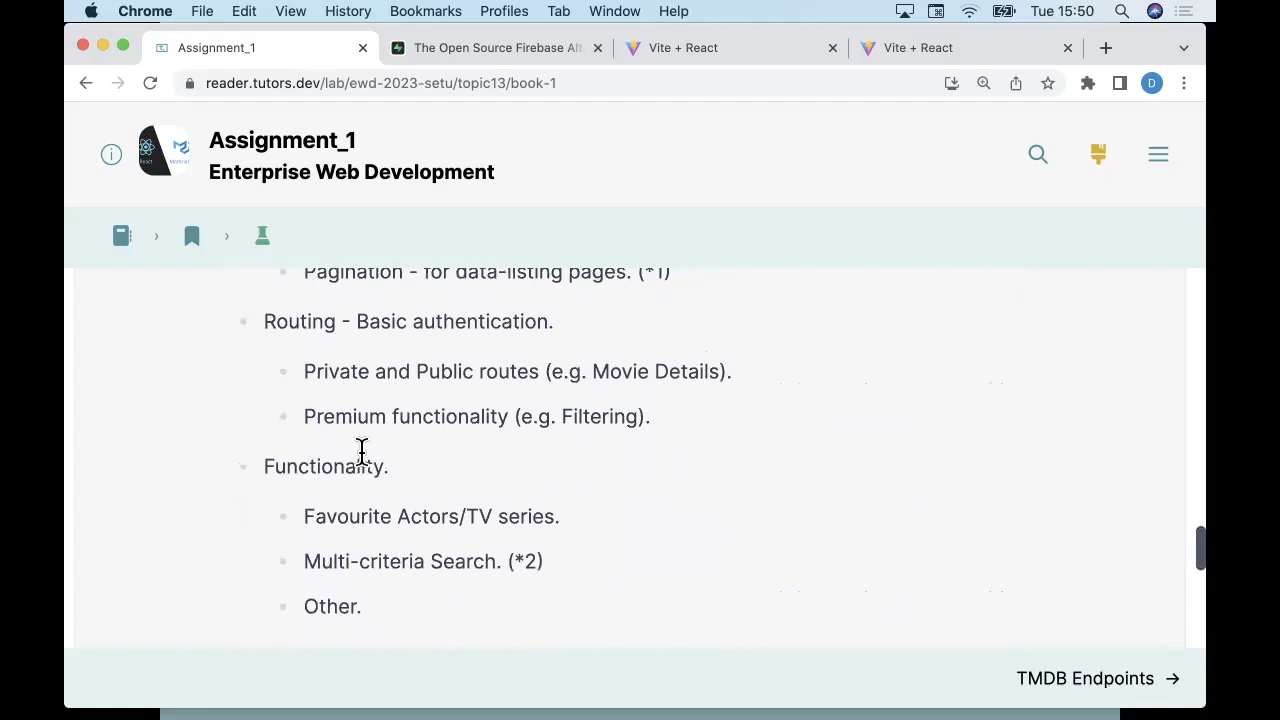 Chrome File Edit View History Bookmarks Profiles Tab Window Help Tue 15:50
Assignment_1 The Open Source Firebase Alt Vite + React Vite + React
reader.tutors.dev/lab/ewd-2023-setu/topic13/book-1 D
Assignment_1
Enterprise Web Development
Pagination - for data-listing pages. (*1)
Routing - Basic authentication.
Private and Public routes (e.g. Movie Details).
Premium functionality (e.g. Filtering).
Functionality.
Favourite Actors/TV series.
Multi-criteria Search. (*2)
Other.
TMDB Endpoints →